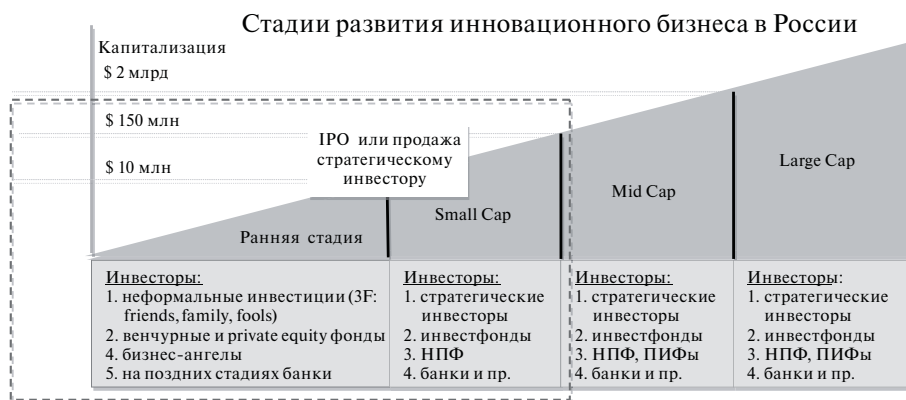 Стадии развития инновационного бизнеса в России
Капитализация
$ 2 млрд
$ 150 млн
$ 10 млн
IPO или продажа
стратегическому
инвестору
Ранняя стадия
Small Cap
Mid Cap
Large Cap
Инвесторы:
1. неформальные инвестиции (3F:
friends, family, fools)
2. венчурные и private equity фонды
4. бизнес-ангелы
5. на поздних стадиях банки
Инвесторы:
1. стратегические
инвесторы
2. инвестфонды
3. НПФ
4. банки и пр.
Инвесторы:
1. стратегические
инвесторы
2. инвестфонды
3. НПФ, ПИФы
4. банки и пр.
Инвесторы:
1. стратегические
инвесторы
2. инвестфонды
3. НПФ, ПИФы
4. банки и пр.